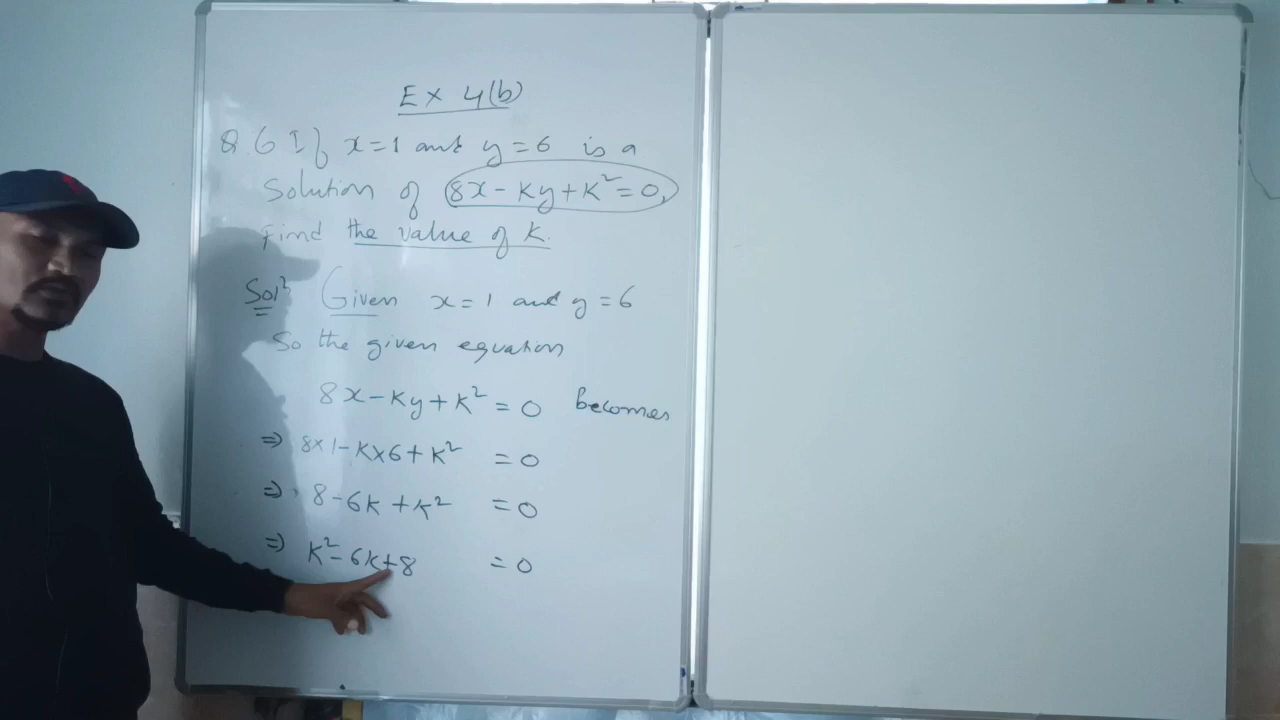 Ex 4(b)
Q. 6 If x=1 and y=6 is a
Solution of 8x-Ky+K²=0,
Find the value of K.
Solⁿ Given x=1 and y=6
So the given equation
8x-Ky+K²=0 becomes
⇒ 8×1-K×6+K² =0
⇒ 8-6K+K² =0
⇒ K²-6K+8 =0